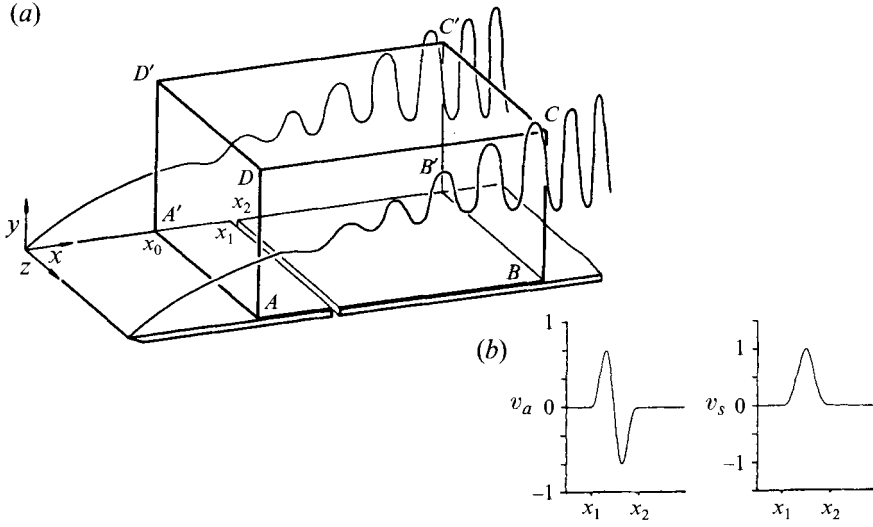 (a)
C'
D'
C
D
B'
x2
y
A'
x1
x0
x
z
B
A
(b)
1
va 0
−1
x1 x2
1
vs 0
−1
x1 x2